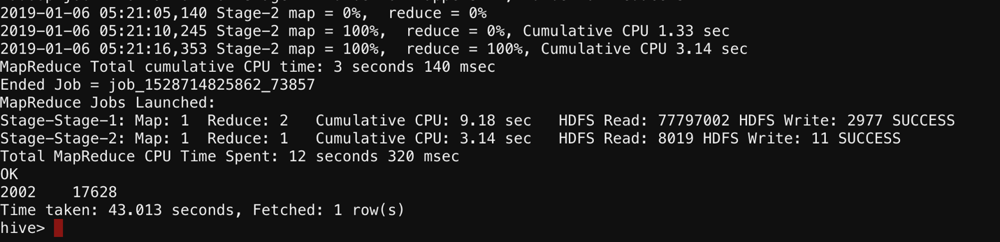 2019-01-06 05:21:05,140 Stage-2 map = 0%,  reduce = 0%
2019-01-06 05:21:10,245 Stage-2 map = 100%,  reduce = 0%, Cumulative CPU 1.33 sec
2019-01-06 05:21:16,353 Stage-2 map = 100%,  reduce = 100%, Cumulative CPU 3.14 sec
MapReduce Total cumulative CPU time: 3 seconds 140 msec
Ended Job = job_1528714825862_73857
MapReduce Jobs Launched:
Stage-Stage-1: Map: 1  Reduce: 2   Cumulative CPU: 9.18 sec   HDFS Read: 77797002 HDFS Write: 2977 SUCCESS
Stage-Stage-2: Map: 1  Reduce: 1   Cumulative CPU: 3.14 sec   HDFS Read: 8019 HDFS Write: 11 SUCCESS
Total MapReduce CPU Time Spent: 12 seconds 320 msec
OK
2002    17628
Time taken: 43.013 seconds, Fetched: 1 row(s)
hive>